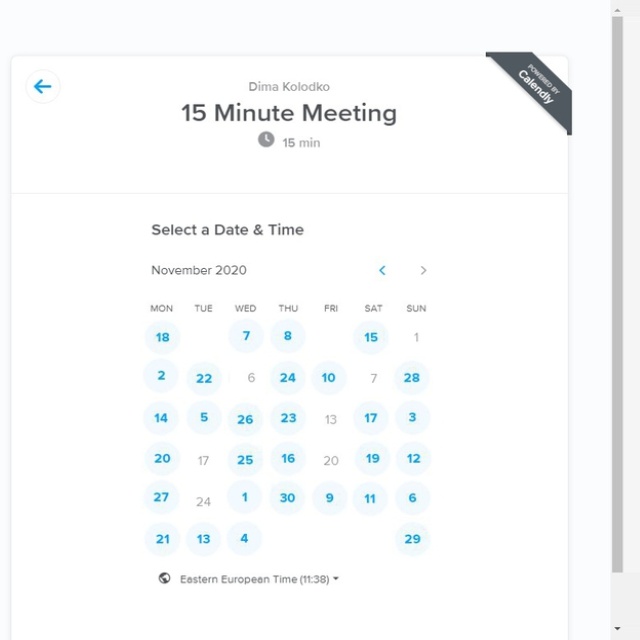 POWERED BY
Calendly
Dima Kolodko
15 Minute Meeting
15 min
Select a Date & Time
November 2020
MON TUE WED THU FRI SAT SUN
18 7 8 15 1
2 22 6 24 10 7 28
14 5 26 23 13 17 3
20 17 25 16 20 19 12
27 24 1 30 9 11 6
21 13 4 29
Eastern European Time (11:38)